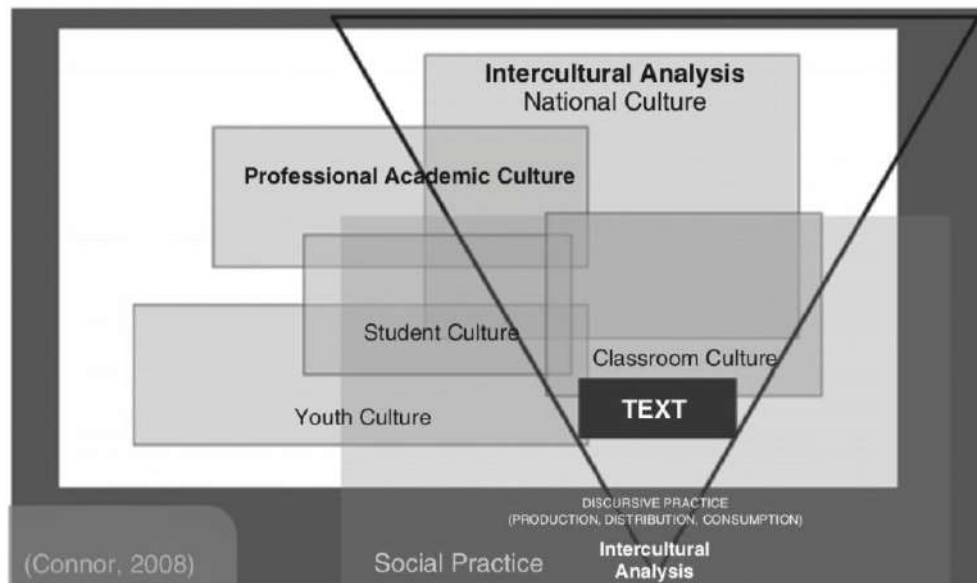 Intercultural Analysis
National Culture
Professional Academic Culture
Student Culture
Classroom Culture
Youth Culture
TEXT
DISCURSIVE PRACTICE
(PRODUCTION, DISTRIBUTION, CONSUMPTION)
(Connor, 2008)
Social Practice
Intercultural
Analysis